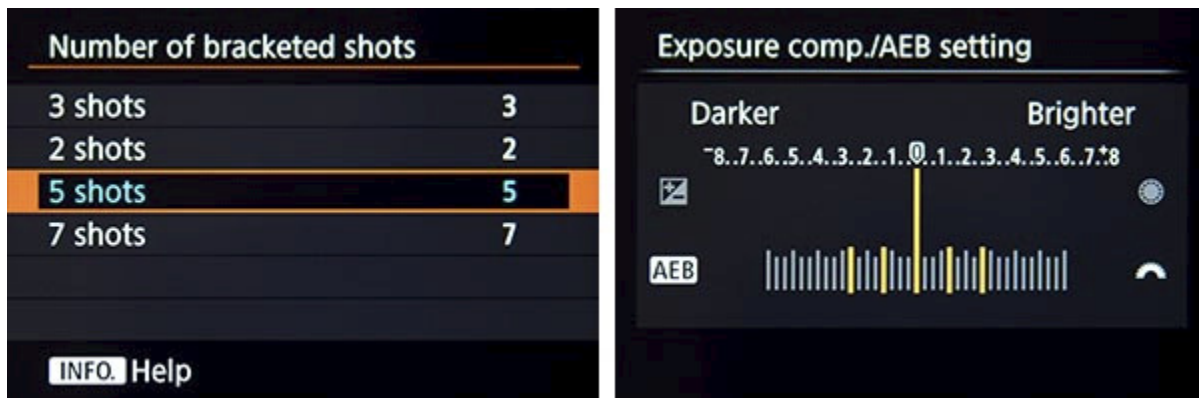 Number of bracketed shots
3 shots 3
2 shots 2
5 shots 5
7 shots 7
INFO. Help
Exposure comp./AEB setting
Darker Brighter
-8..7..6..5..4..3..2..1..0..1..2..3..4..5..6..7.+8
AEB